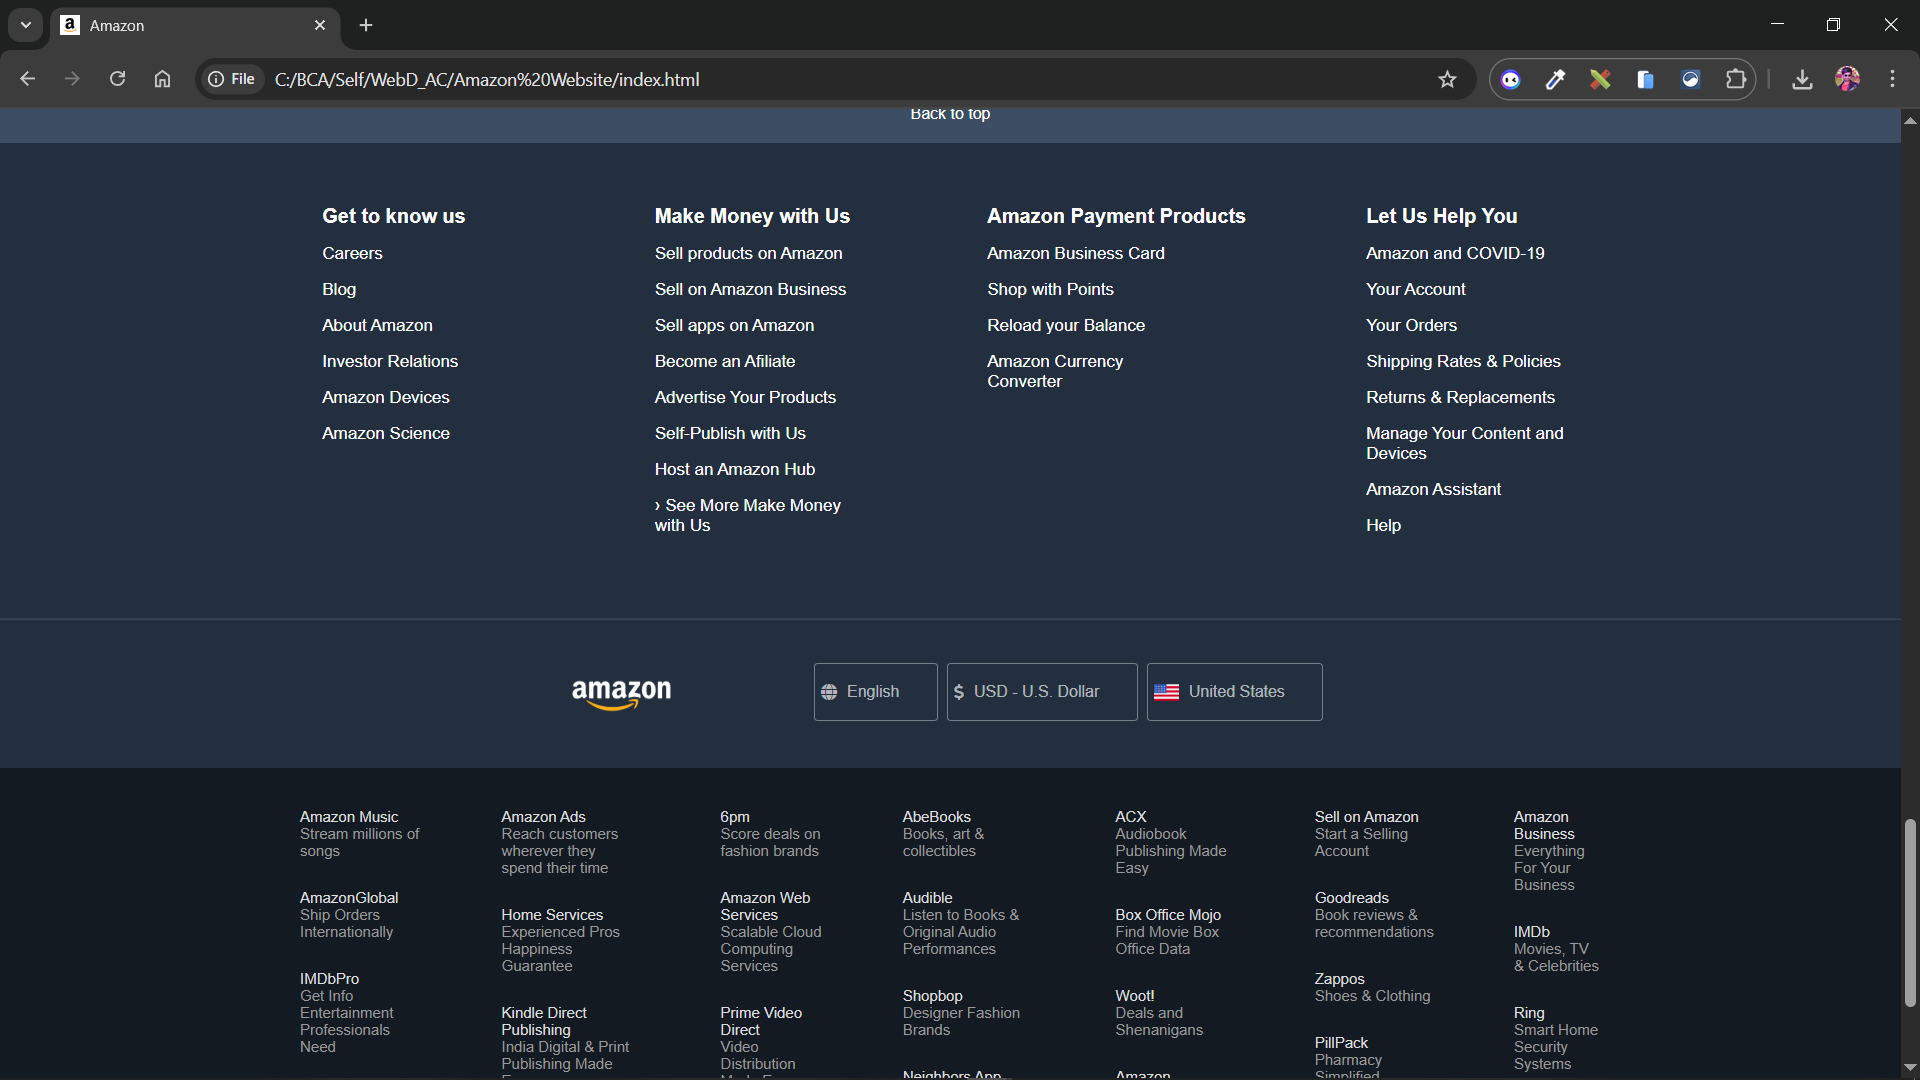 Amazon
File C:/BCA/Self/WebD_AC/Amazon%20Website/index.html
Back to top
Get to know us
Careers
Blog
About Amazon
Investor Relations
Amazon Devices
Amazon Science
Make Money with Us
Sell products on Amazon
Sell on Amazon Business
Sell apps on Amazon
Become an Afiliate
Advertise Your Products
Self-Publish with Us
Host an Amazon Hub
› See More Make Money
with Us
Amazon Payment Products
Amazon Business Card
Shop with Points
Reload your Balance
Amazon Currency
Converter
Let Us Help You
Amazon and COVID-19
Your Account
Your Orders
Shipping Rates & Policies
Returns & Replacements
Manage Your Content and
Devices
Amazon Assistant
Help
amazon
English
$ USD - U.S. Dollar
United States
Amazon Music
Stream millions of
songs
AmazonGlobal
Ship Orders
Internationally
IMDbPro
Get Info
Entertainment
Professionals
Need
Amazon Ads
Reach customers
wherever they
spend their time
Home Services
Experienced Pros
Happiness
Guarantee
Kindle Direct
Publishing
India Digital & Print
Publishing Made
6pm
Score deals on
fashion brands
Amazon Web
Services
Scalable Cloud
Computing
Services
Prime Video
Direct
Video
Distribution
AbeBooks
Books, art &
collectibles
Audible
Listen to Books &
Original Audio
Performances
Shopbop
Designer Fashion
Brands
Neighbors App
ACX
Audiobook
Publishing Made
Easy
Box Office Mojo
Find Movie Box
Office Data
Woot!
Deals and
Shenanigans
Amazon
Sell on Amazon
Start a Selling
Account
Goodreads
Book reviews &
recommendations
Zappos
Shoes & Clothing
PillPack
Pharmacy
Simplified
Amazon
Business
Everything
For Your
Business
IMDb
Movies, TV
& Celebrities
Ring
Smart Home
Security
Systems